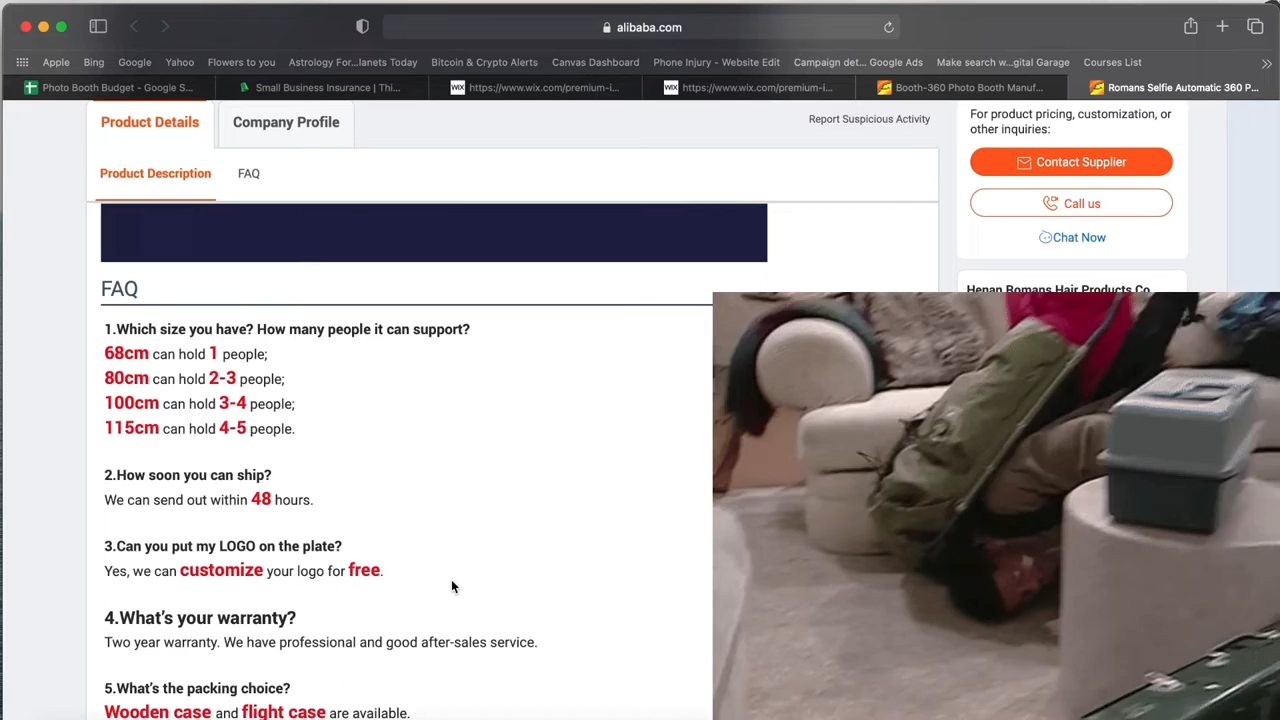 alibaba.com
Apple Bing Google Yahoo Flowers to you Astrology For...lanets Today Bitcoin & Crypto Alerts Canvas Dashboard Phone Injury - Website Edit Campaign det... Google Ads Make search w...gital Garage Courses List
Photo Booth Budget - Google S... Small Business Insurance | Thi... WIX https://www.wix.com/premium-i... WIX https://www.wix.com/premium-i... Booth-360 Photo Booth Manuf... Romans Selfie Automatic 360 P...
Product Details Company Profile
Report Suspicious Activity
Product Description FAQ
For product pricing, customization, or
other inquiries:
Contact Supplier
Call us
Chat Now
Henan Romans Hair Products Co
FAQ
1.Which size you have? How many people it can support?
68cm can hold 1 people;
80cm can hold 2-3 people;
100cm can hold 3-4 people;
115cm can hold 4-5 people.
2.How soon you can ship?
We can send out within 48 hours.
3.Can you put my LOGO on the plate?
Yes, we can customize your logo for free.
4.What's your warranty?
Two year warranty. We have professional and good after-sales service.
5.What's the packing choice?
Wooden case and flight case are available.